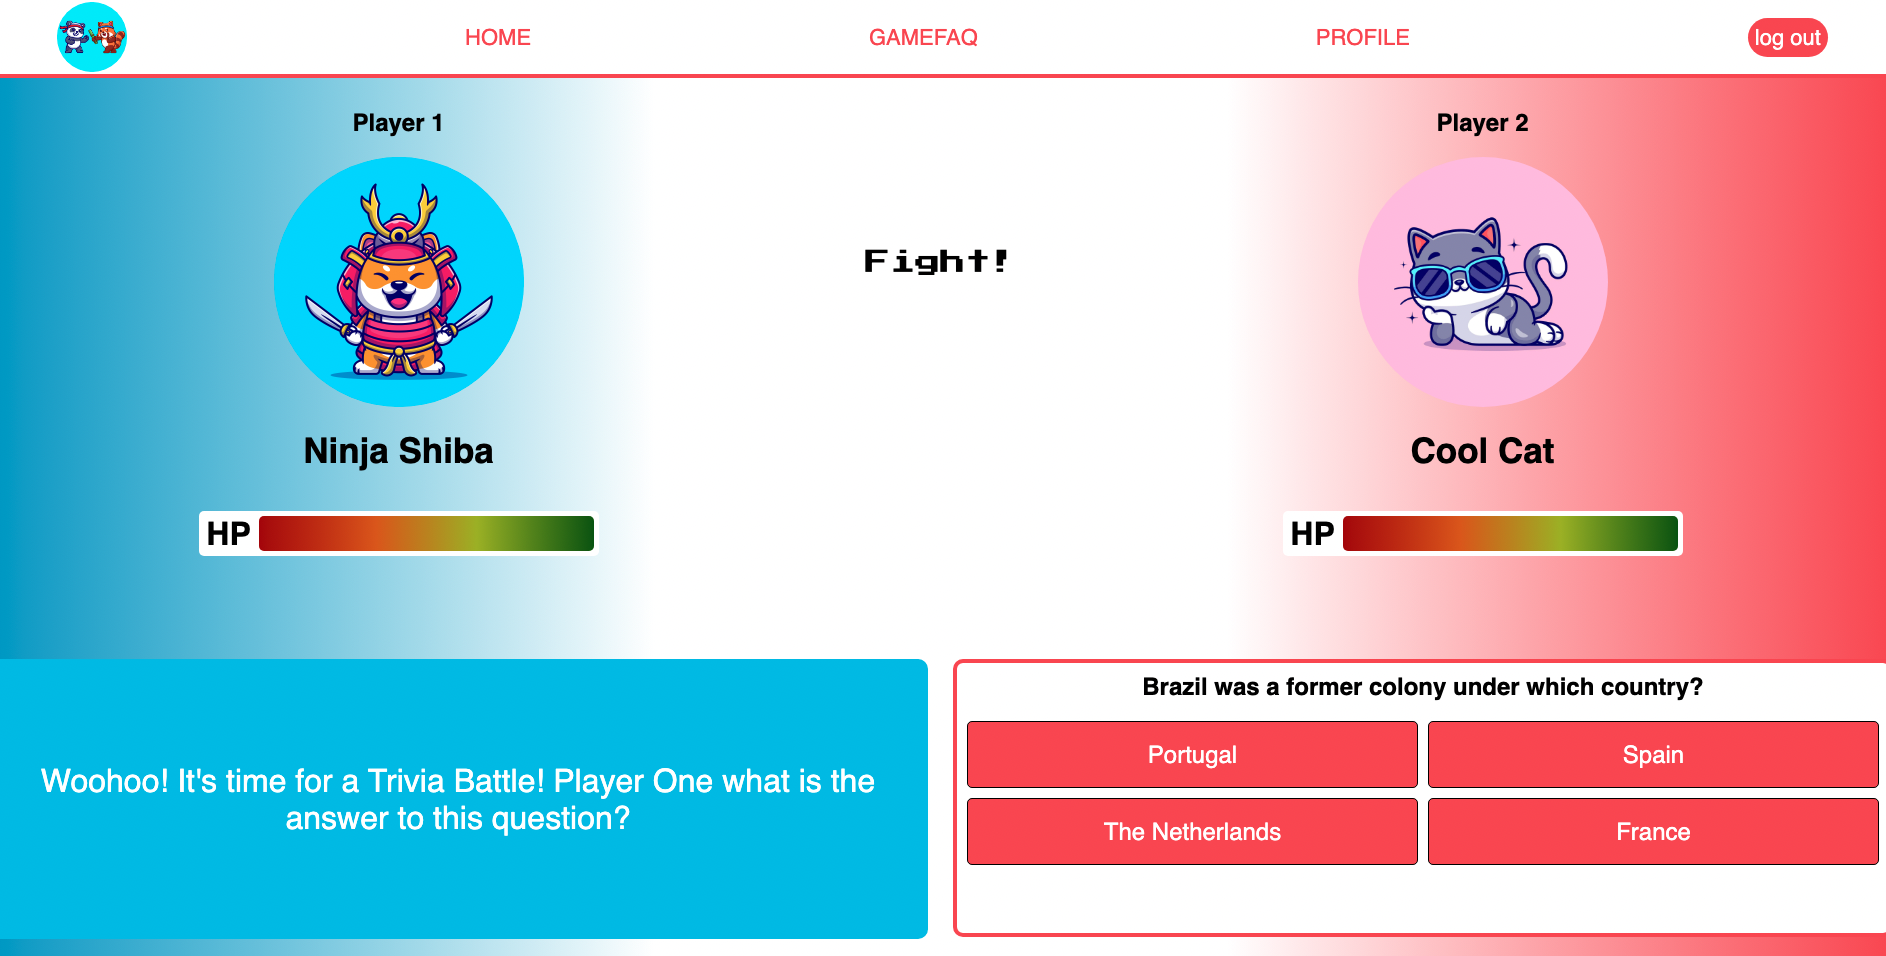 HOME
GAMEFAQ
PROFILE
log out
Player 1
Player 2
Fight!
Ninja Shiba
Cool Cat
HP
HP
Woohoo! It's time for a Trivia Battle! Player One what is the
answer to this question?
Brazil was a former colony under which country?
Portugal
Spain
The Netherlands
France